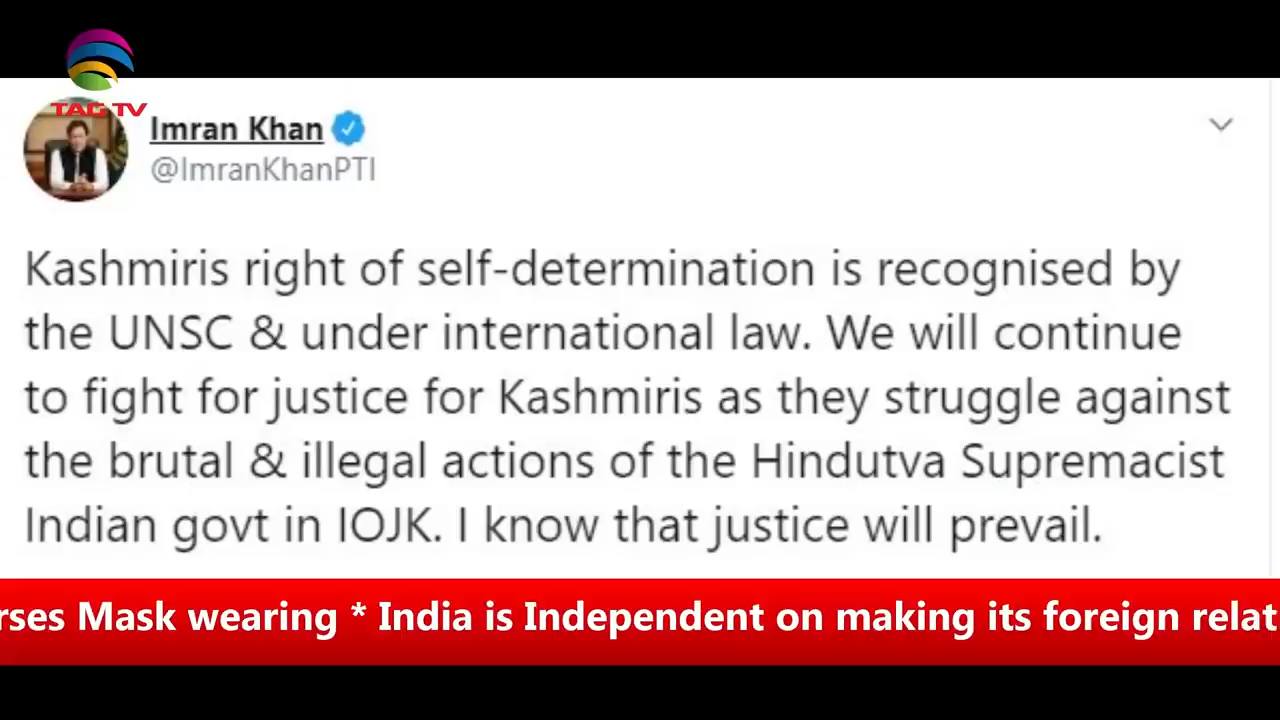 TAG TV
Imran Khan
@ImranKhanPTI
Kashmiris right of self-determination is recognised by
the UNSC & under international law. We will continue
to fight for justice for Kashmiris as they struggle against
the brutal & illegal actions of the Hindutva Supremacist
Indian govt in IOJK. I know that justice will prevail.
rses Mask wearing * India is Independent on making its foreign relat